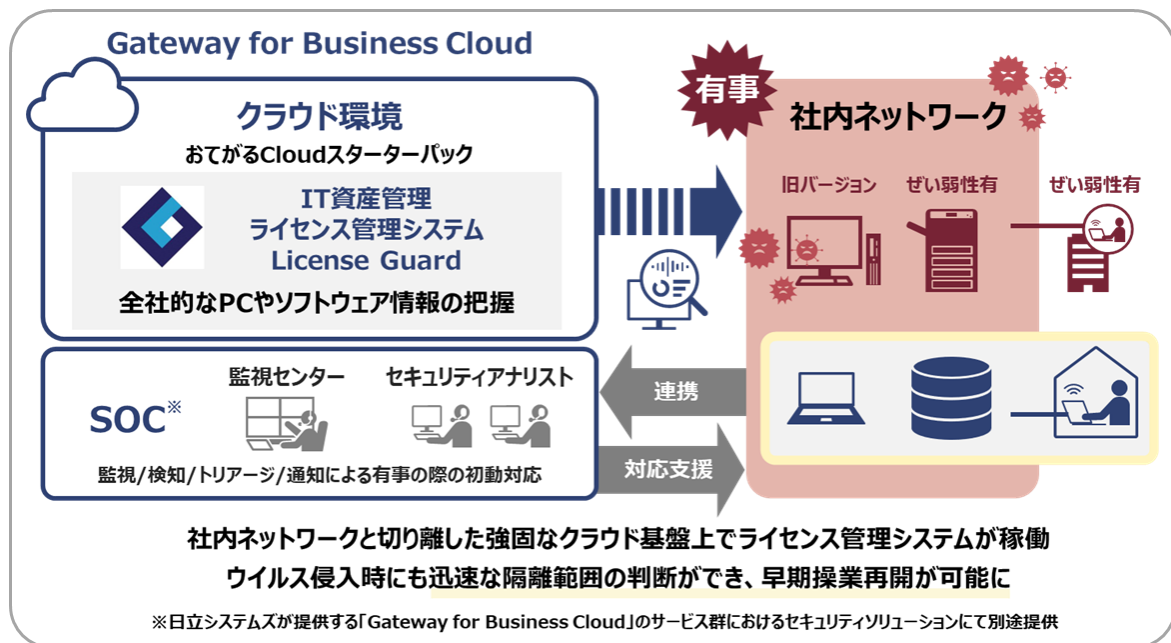 Gateway for Business Cloud
クラウド環境
おてがるCloudスターターパック
IT資産管理
ライセンス管理システム
License Guard
全社的なPCやソフトウェア情報の把握
有事
社内ネットワーク
旧バージョン
ぜい弱性有
ぜい弱性有
SOC※
監視センター
セキュリティアナリスト
監視/検知/トリアージ/通知による有事の際の初動対応
連携
対応支援
社内ネットワークと切り離した強固なクラウド基盤上でライセンス管理システムが稼働
ウイルス侵入時にも迅速な隔離範囲の判断ができ、早期操業再開が可能に
※日立システムズが提供する「Gateway for Business Cloud」のサービス群におけるセキュリティソリューションにて別途提供